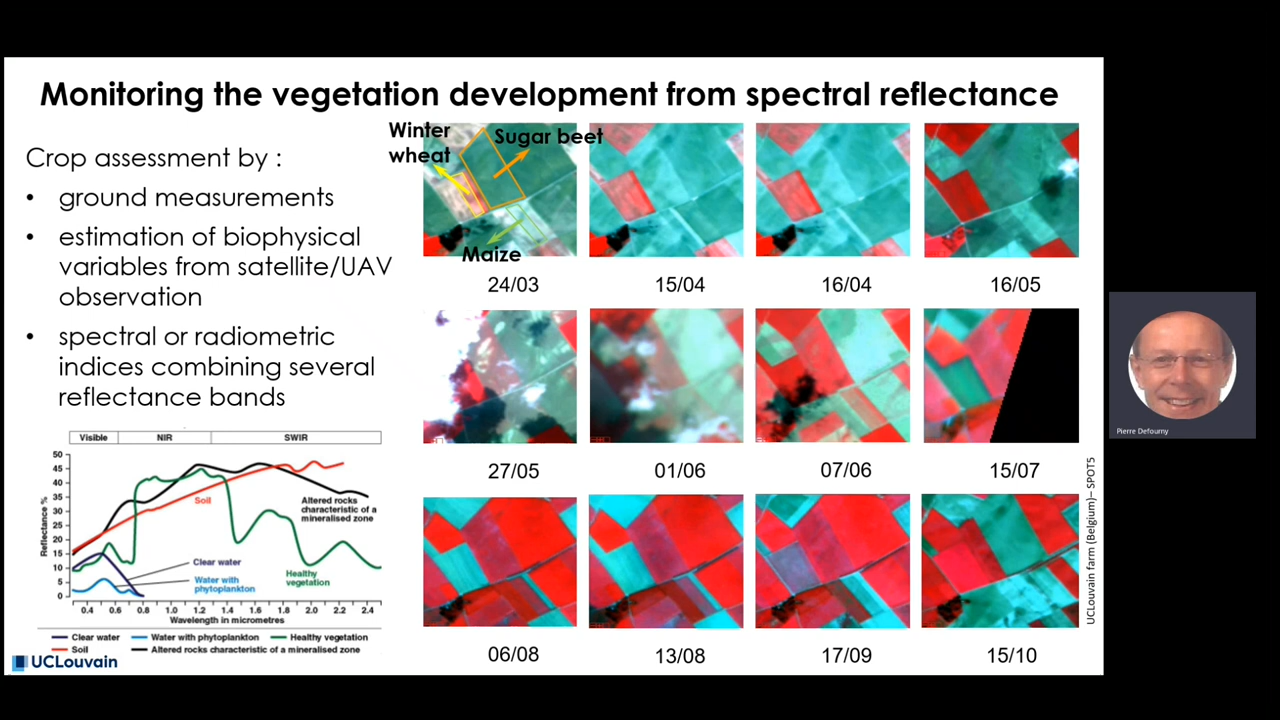 Monitoring the vegetation development from spectral reflectance
Crop assessment by :
• ground measurements
• estimation of biophysical
variables from satellite/UAV
observation
• spectral or radiometric
indices combining several
reflectance bands
Winter
wheat
Sugar beet
Maize
24/03
15/04
16/04
16/05
27/05
01/06
07/06
15/07
06/08
13/08
17/09
15/10
UCLouvain farm (Belgium)– SPOT5
Visible
NIR
SWIR
Reflectance %
50
45
40
35
30
25
20
15
10
5
0
Soil
Altered rocks
characteristic of a
mineralised zone
Clear water
Water with
phytoplankton
Healthy
vegetation
0.4 0.6 0.8 1.0 1.2 1.4 1.6 1.8 2.0 2.2 2.4
Wavelength in micrometres
Clear water
Water with phytoplankton
Healthy vegetation
Soil
Altered rocks characteristic of a mineralised zone
UCLouvain
Pierre Defourny